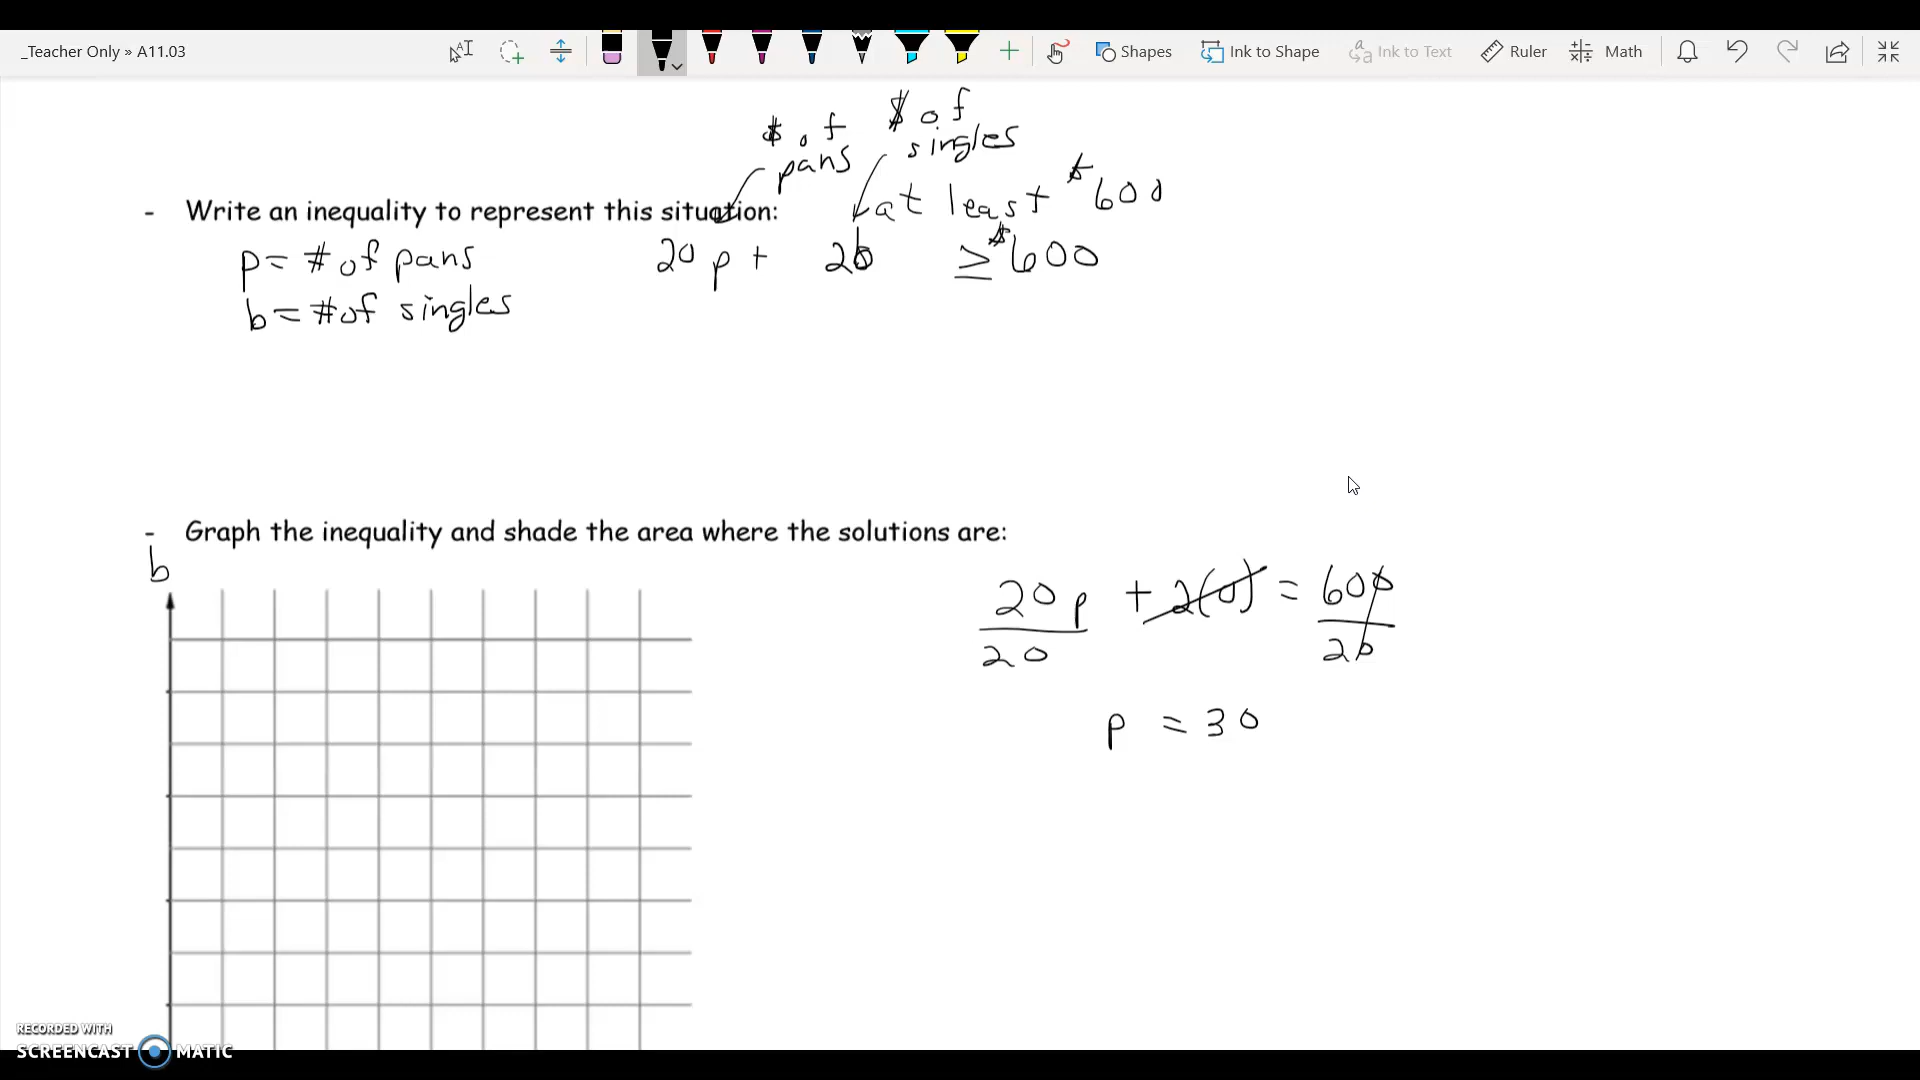 _Teacher Only » A11.03
Shapes
Ink to Shape
Ink to Text
Ruler
Math
$ of pans
$ of singles
at least $600
- Write an inequality to represent this situation:
p = # of pans
20p + 2b ≥ $600
b = # of singles
- Graph the inequality and shade the area where the solutions are:
b
20p + 2(0) = 600
20 20
p = 30
RECORDED WITH
SCREENCAST MATIC